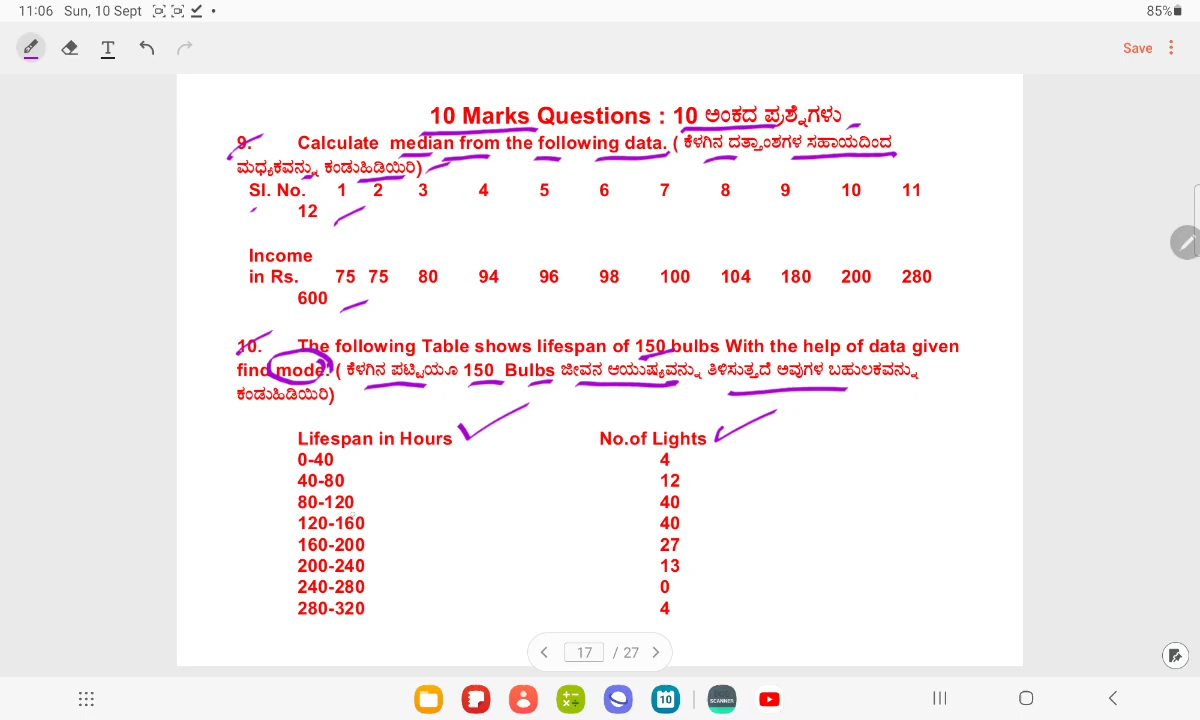 11:06 Sun, 10 Sept
85%
T
Save
10 Marks Questions : 10 ಅಂಕದ ಪ್ರಶ್ನೆಗಳು
9. Calculate median from the following data. ( ಕೆಳಗಿನ ದತ್ತಾಂಶಗಳ ಸಹಾಯದಿಂದ
ಮಧ್ಯಕವನ್ನು ಕಂಡುಹಿಡಿಯಿರಿ)
Sl. No. 1 2 3 4 5 6 7 8 9 10 11
12
Income
in Rs. 75 75 80 94 96 98 100 104 180 200 280
600
10. The following Table shows lifespan of 150 bulbs With the help of data given
find mode. ( ಕೆಳಗಿನ ಪಟ್ಟಿಯೂ 150 Bulbs ಜೀವನ ಆಯುಷ್ಯವನ್ನು ತಿಳಿಸುತ್ತದೆ ಅವುಗಳ ಬಹುಲಕವನ್ನು
ಕಂಡುಹಿಡಿಯಿರಿ)
Lifespan in Hours No.of Lights
0-40 4
40-80 12
80-120 40
120-160 40
160-200 27
200-240 13
240-280 0
280-320 4
17 / 27
10
SCANNER